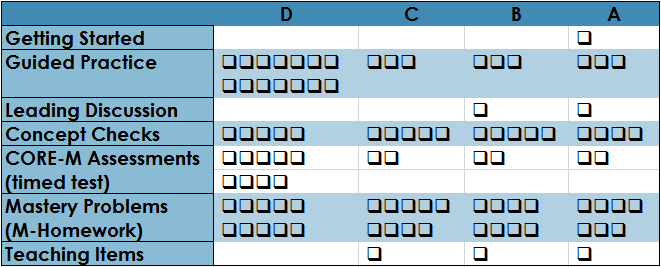 D C B A
Getting Started ❑
Guided Practice ❑❑❑❑❑❑❑ ❑❑❑ ❑❑❑ ❑❑❑
❑❑❑❑❑❑❑
Leading Discussion ❑ ❑
Concept Checks ❑❑❑❑❑ ❑❑❑❑❑ ❑❑❑❑❑ ❑❑❑❑
CORE-M Assessments ❑❑❑❑❑ ❑❑ ❑❑ ❑❑
(timed test) ❑❑❑❑
Mastery Problems ❑❑❑❑❑ ❑❑❑❑❑ ❑❑❑❑ ❑❑❑❑
(M-Homework) ❑❑❑❑❑ ❑❑❑❑ ❑❑❑❑ ❑❑❑
Teaching Items ❑ ❑ ❑